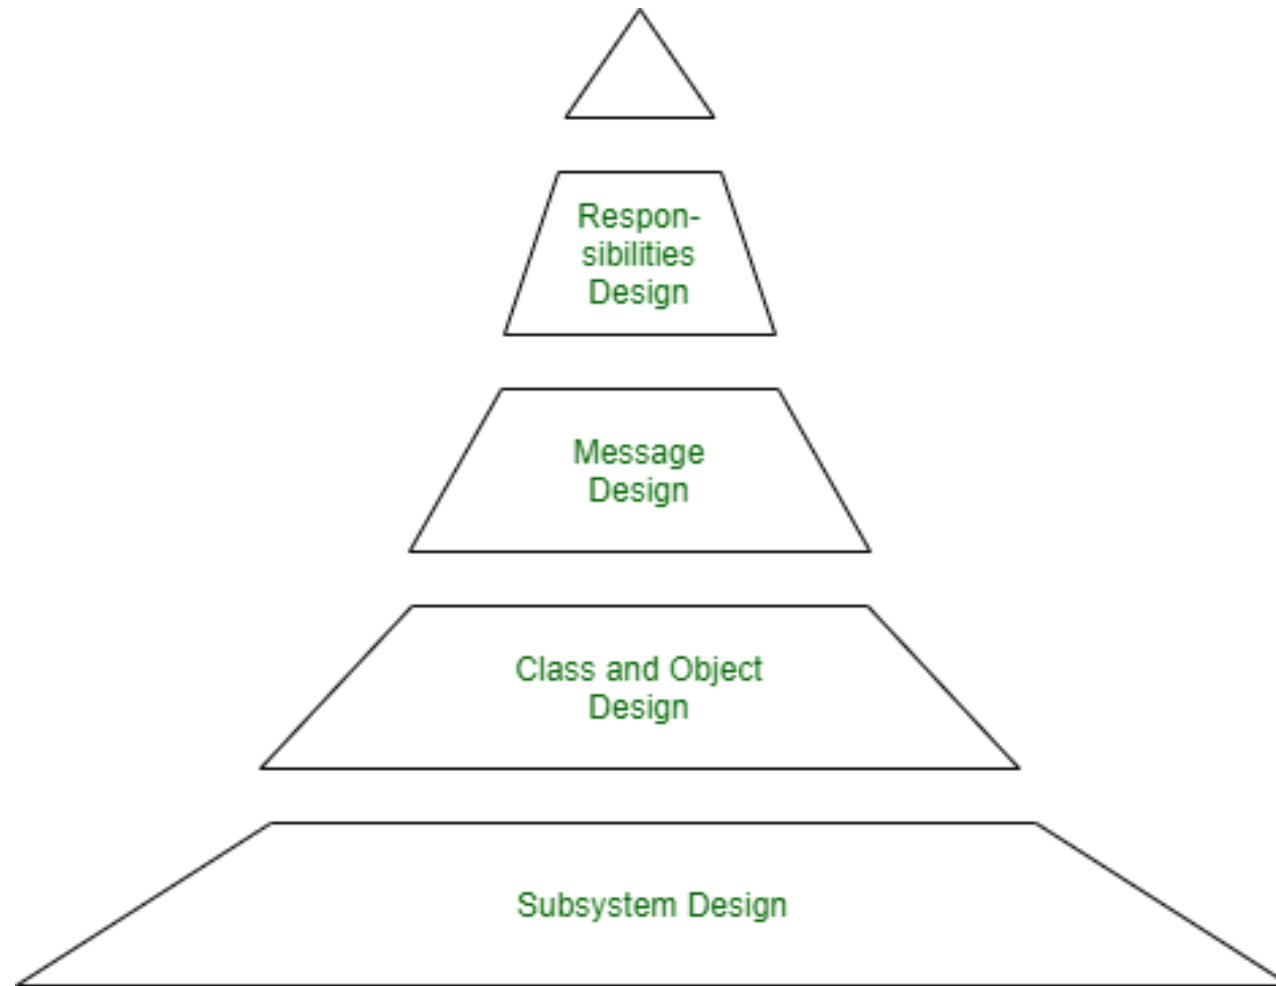 Respon-
sibilities
Design
Message
Design
Class and Object
Design
Subsystem Design